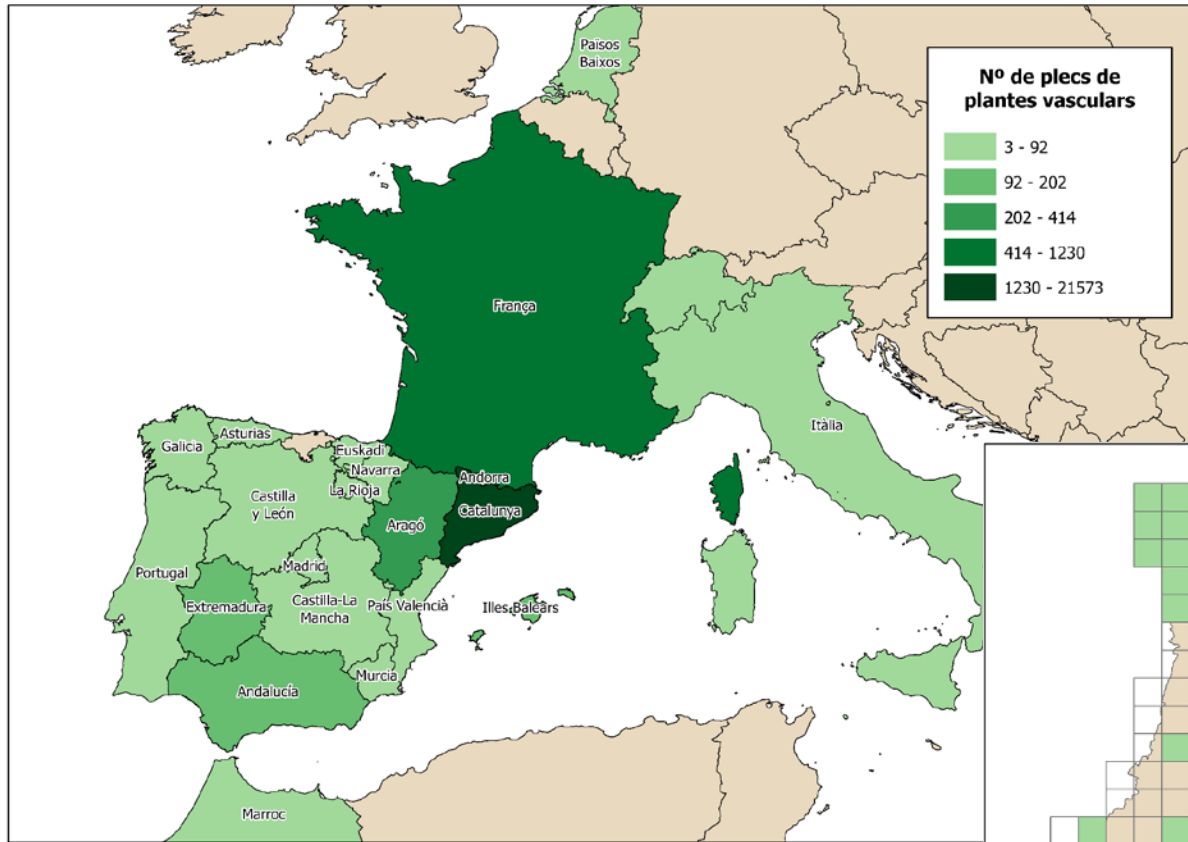 Països
Baixos
Nº de plecs de
plantes vasculars
3 - 92
92 - 202
202 - 414
414 - 1230
1230 - 21573
França
Itàlia
Galicia
Asturias
Euskadi
Navarra
La Rioja
Andorra
Catalunya
Castilla
y León
Aragó
Madrid
Portugal
Extremadura
Castilla-La
Mancha
País Valencià
Illes Balears
Murcia
Andalucía
Marroc